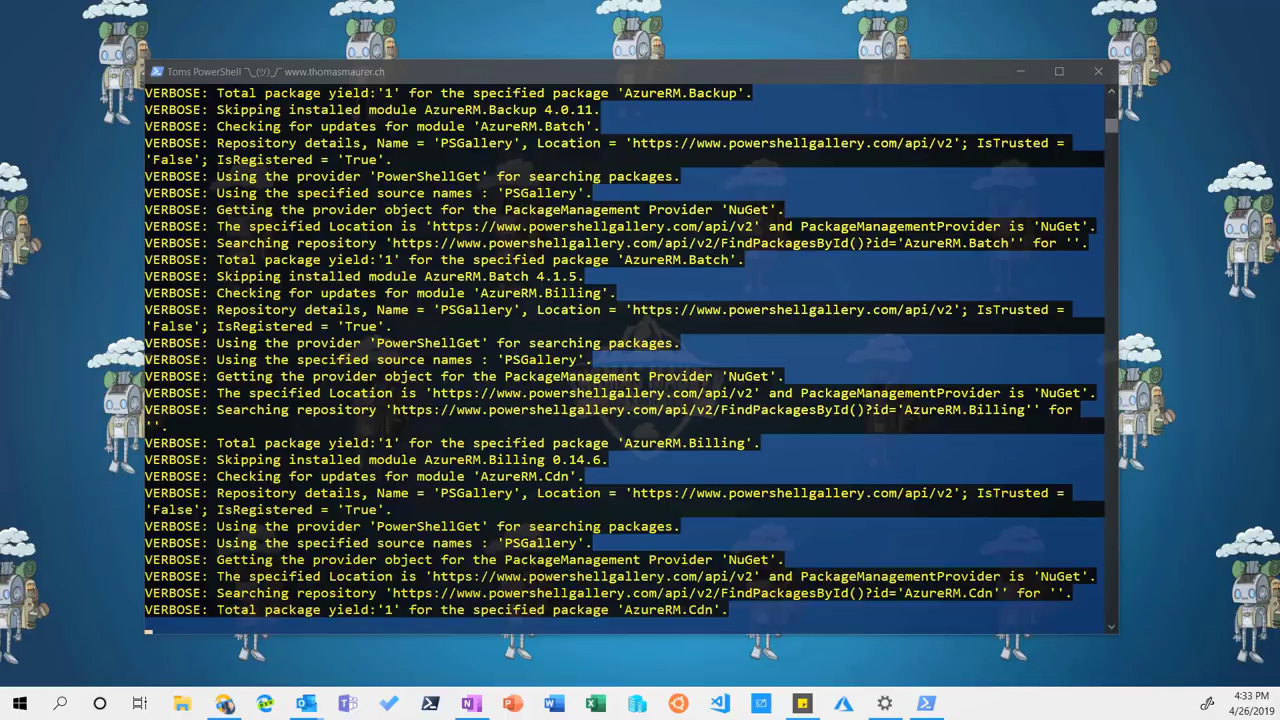 Toms PowerShell ¯\_(ツ)_/¯ www.thomasmaurer.ch
VERBOSE: Total package yield:'1' for the specified package 'AzureRM.Backup'.
VERBOSE: Skipping installed module AzureRM.Backup 4.0.11.
VERBOSE: Checking for updates for module 'AzureRM.Batch'.
VERBOSE: Repository details, Name = 'PSGallery', Location = 'https://www.powershellgallery.com/api/v2'; IsTrusted =
'False'; IsRegistered = 'True'.
VERBOSE: Using the provider 'PowerShellGet' for searching packages.
VERBOSE: Using the specified source names : 'PSGallery'.
VERBOSE: Getting the provider object for the PackageManagement Provider 'NuGet'.
VERBOSE: The specified Location is 'https://www.powershellgallery.com/api/v2' and PackageManagementProvider is 'NuGet'.
VERBOSE: Searching repository 'https://www.powershellgallery.com/api/v2/FindPackagesById()?id='AzureRM.Batch'' for ''.
VERBOSE: Total package yield:'1' for the specified package 'AzureRM.Batch'.
VERBOSE: Skipping installed module AzureRM.Batch 4.1.5.
VERBOSE: Checking for updates for module 'AzureRM.Billing'.
VERBOSE: Repository details, Name = 'PSGallery', Location = 'https://www.powershellgallery.com/api/v2'; IsTrusted =
'False'; IsRegistered = 'True'.
VERBOSE: Using the provider 'PowerShellGet' for searching packages.
VERBOSE: Using the specified source names : 'PSGallery'.
VERBOSE: Getting the provider object for the PackageManagement Provider 'NuGet'.
VERBOSE: The specified Location is 'https://www.powershellgallery.com/api/v2' and PackageManagementProvider is 'NuGet'.
VERBOSE: Searching repository 'https://www.powershellgallery.com/api/v2/FindPackagesById()?id='AzureRM.Billing'' for
''.
VERBOSE: Total package yield:'1' for the specified package 'AzureRM.Billing'.
VERBOSE: Skipping installed module AzureRM.Billing 0.14.6.
VERBOSE: Checking for updates for module 'AzureRM.Cdn'.
VERBOSE: Repository details, Name = 'PSGallery', Location = 'https://www.powershellgallery.com/api/v2'; IsTrusted =
'False'; IsRegistered = 'True'.
VERBOSE: Using the provider 'PowerShellGet' for searching packages.
VERBOSE: Using the specified source names : 'PSGallery'.
VERBOSE: Getting the provider object for the PackageManagement Provider 'NuGet'.
VERBOSE: The specified Location is 'https://www.powershellgallery.com/api/v2' and PackageManagementProvider is 'NuGet'.
VERBOSE: Searching repository 'https://www.powershellgallery.com/api/v2/FindPackagesById()?id='AzureRM.Cdn'' for ''.
VERBOSE: Total package yield:'1' for the specified package 'AzureRM.Cdn'.
4:33 PM
4/26/2019